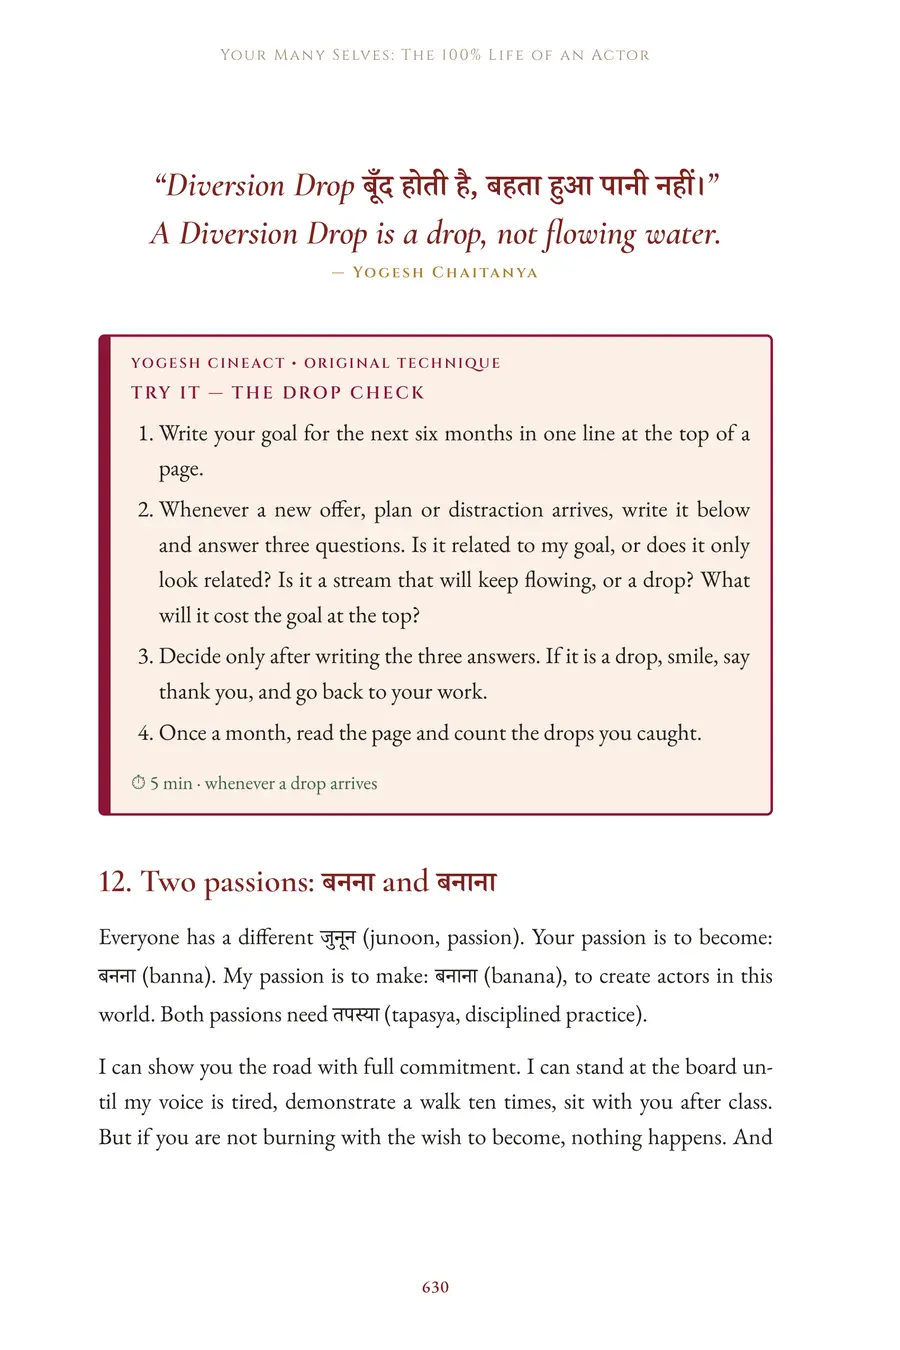 Your Many Selves: The 100% Life of an Actor
“Diversion Drop बूँद होती है, बहता हुआ पानी नहीं।”
A Diversion Drop is a drop, not flowing water.
— Yogesh Chaitanya
YOGESH CINEACT • ORIGINAL TECHNIQUE
TRY IT — THE DROP CHECK
1. Write your goal for the next six months in one line at the top of a
page.
2. Whenever a new offer, plan or distraction arrives, write it below
and answer three questions. Is it related to my goal, or does it only
look related? Is it a stream that will keep flowing, or a drop? What
will it cost the goal at the top?
3. Decide only after writing the three answers. If it is a drop, smile, say
thank you, and go back to your work.
4. Once a month, read the page and count the drops you caught.
⏱ 5 min · whenever a drop arrives
12. Two passions: बनना and बनाना
Everyone has a different जुनून (junoon, passion). Your passion is to become:
बनना (banna). My passion is to make: बनाना (banana), to create actors in this
world. Both passions need तपस्या (tapasya, disciplined practice).
I can show you the road with full commitment. I can stand at the board un-
til my voice is tired, demonstrate a walk ten times, sit with you after class.
But if you are not burning with the wish to become, nothing happens. And
630